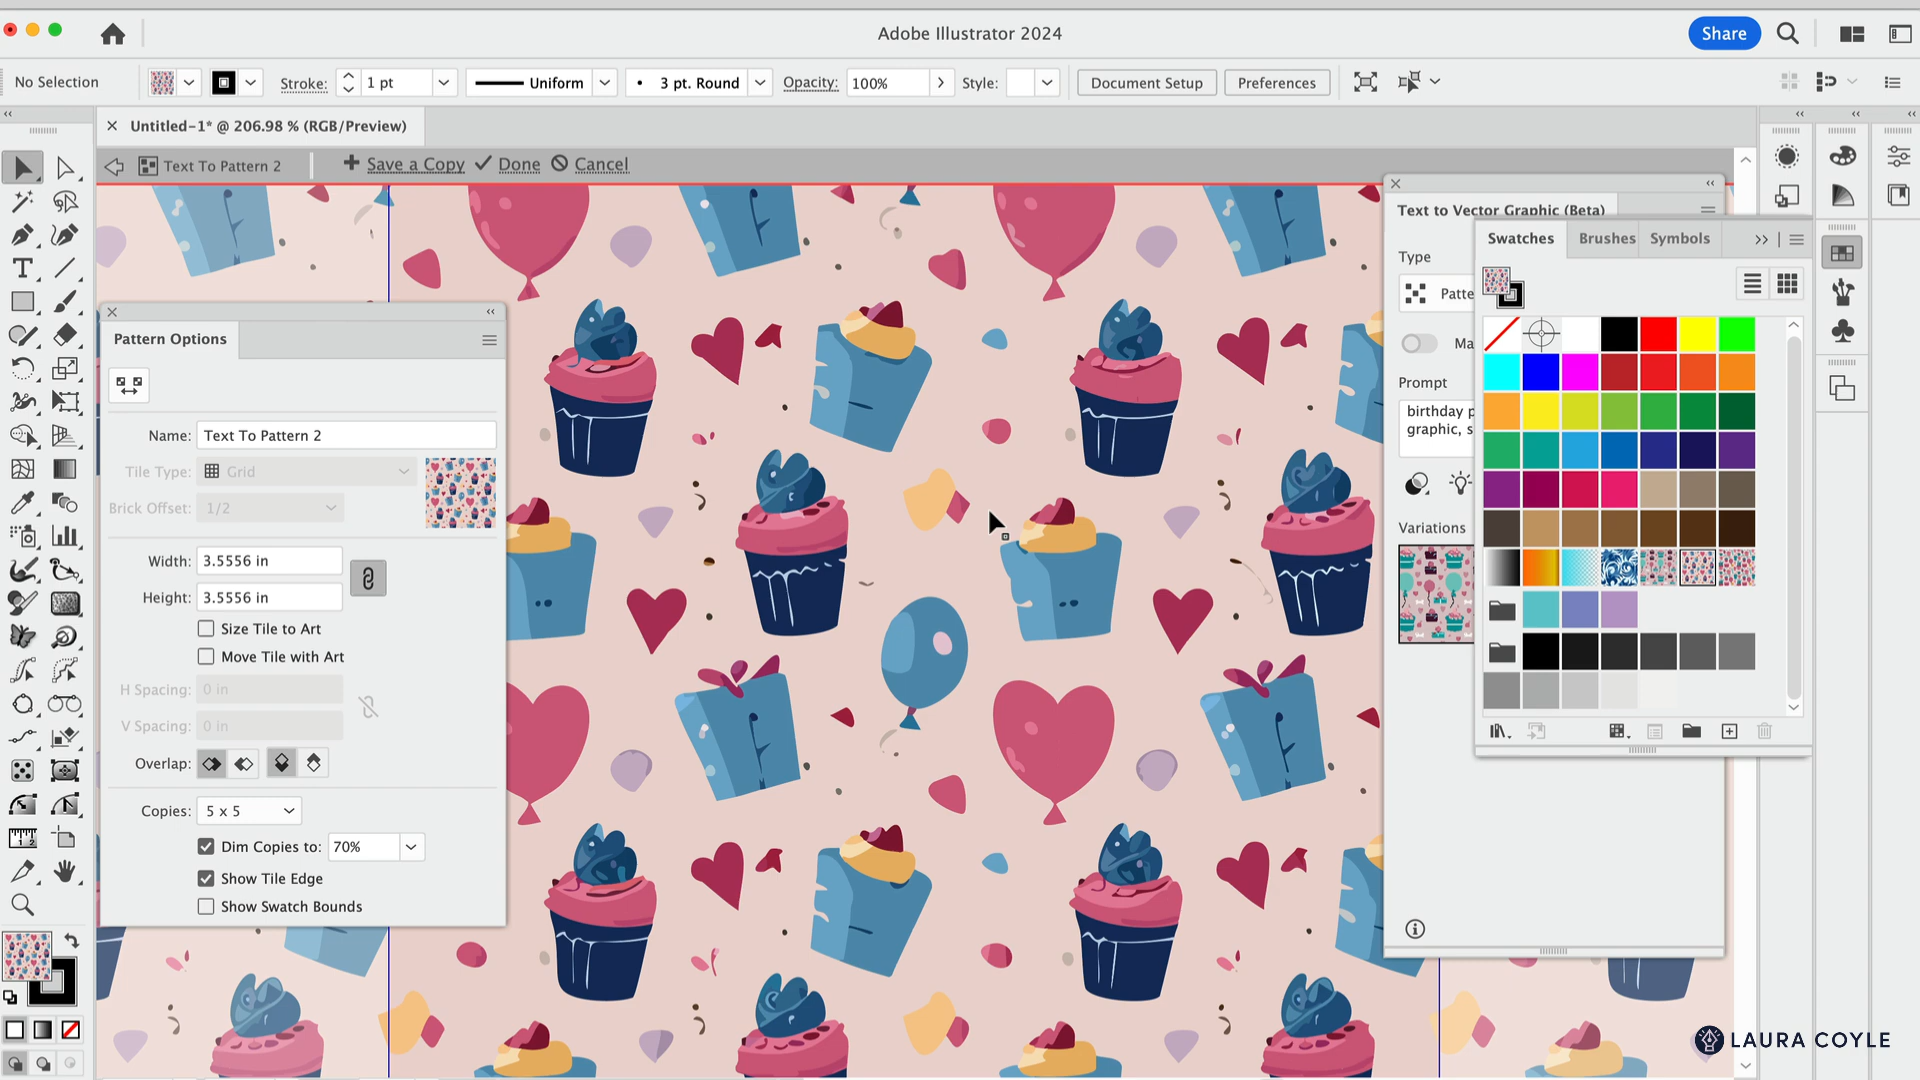 Adobe Illustrator 2024
Share
No Selection
Stroke:
1 pt
Uniform
3 pt. Round
Opacity:
100%
Style:
Document Setup
Preferences
Untitled-1* @ 206.98 % (RGB/Preview)
Text To Pattern 2
Save a Copy
Done
Cancel
Pattern Options
Name:
Text To Pattern 2
Tile Type:
Grid
Brick Offset:
1/2
Width:
3.5556 in
Height:
3.5556 in
Size Tile to Art
Move Tile with Art
H Spacing:
0 in
V Spacing:
0 in
Overlap:
Copies:
5 x 5
Dim Copies to:
70%
Show Tile Edge
Show Swatch Bounds
Text to Vector Graphic (Beta)
Type
Patte
Ma
Prompt
birthday p
graphic, s
Variations
Swatches
Brushes
Symbols
LAURA COYLE